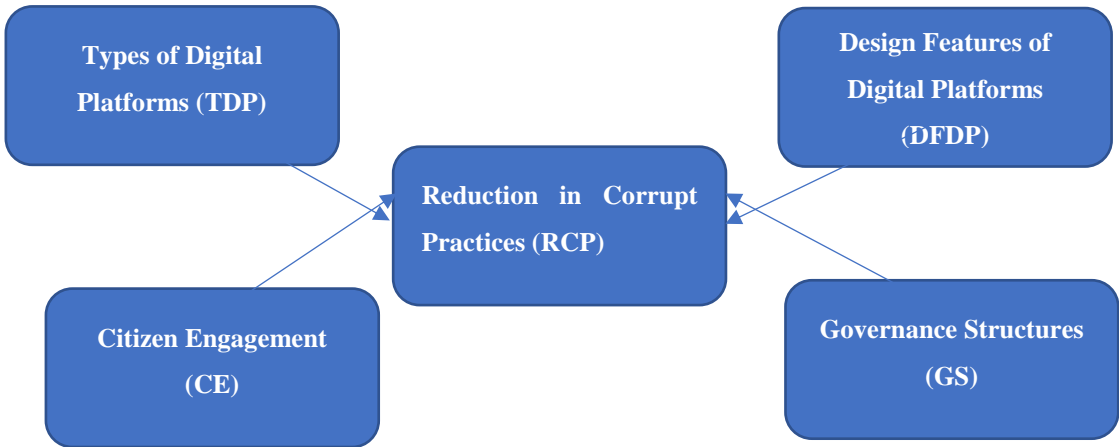 Types of Digital
Platforms (TDP)
Design Features of
Digital Platforms
(DFDP)
Reduction in Corrupt
Practices (RCP)
Citizen Engagement
(CE)
Governance Structures
(GS)